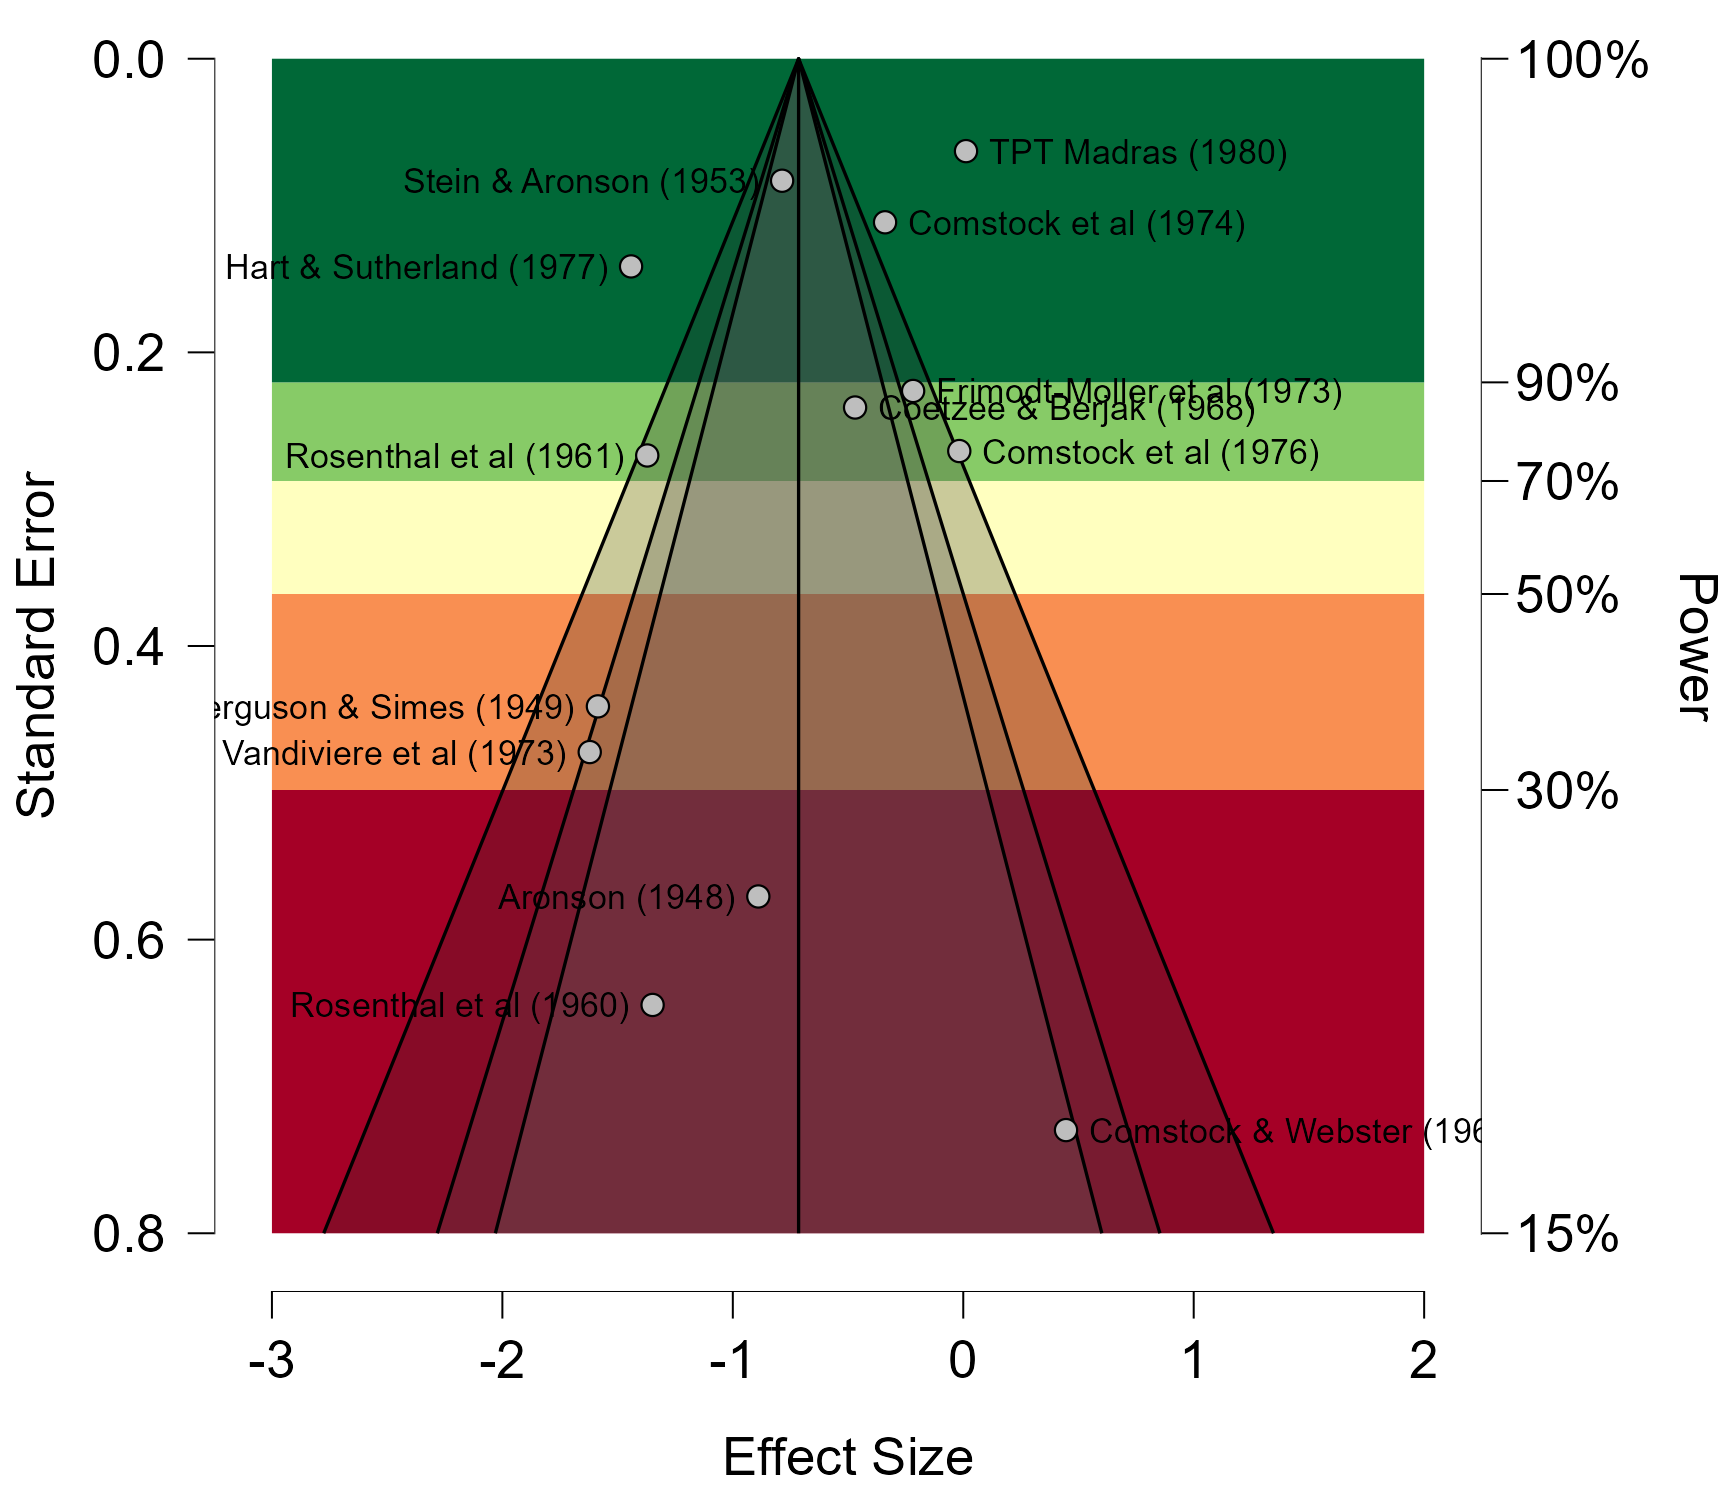 0.0
100%
TPT Madras (1980)
Stein & Aronson (1953)
Comstock et al (1974)
Hart & Sutherland (1977)
0.2
90%
Frimodt-Moller et al (1973)
Coetzee & Berjak (1968)
Comstock et al (1976)
Rosenthal et al (1961)
70%
50%
Standard Error
Power
0.4
erguson & Simes (1949)
Vandiviere et al (1973)
30%
Aronson (1948)
0.6
Rosenthal et al (1960)
Comstock & Webster (196
0.8
15%
-3 -2 -1 0 1 2
Effect Size